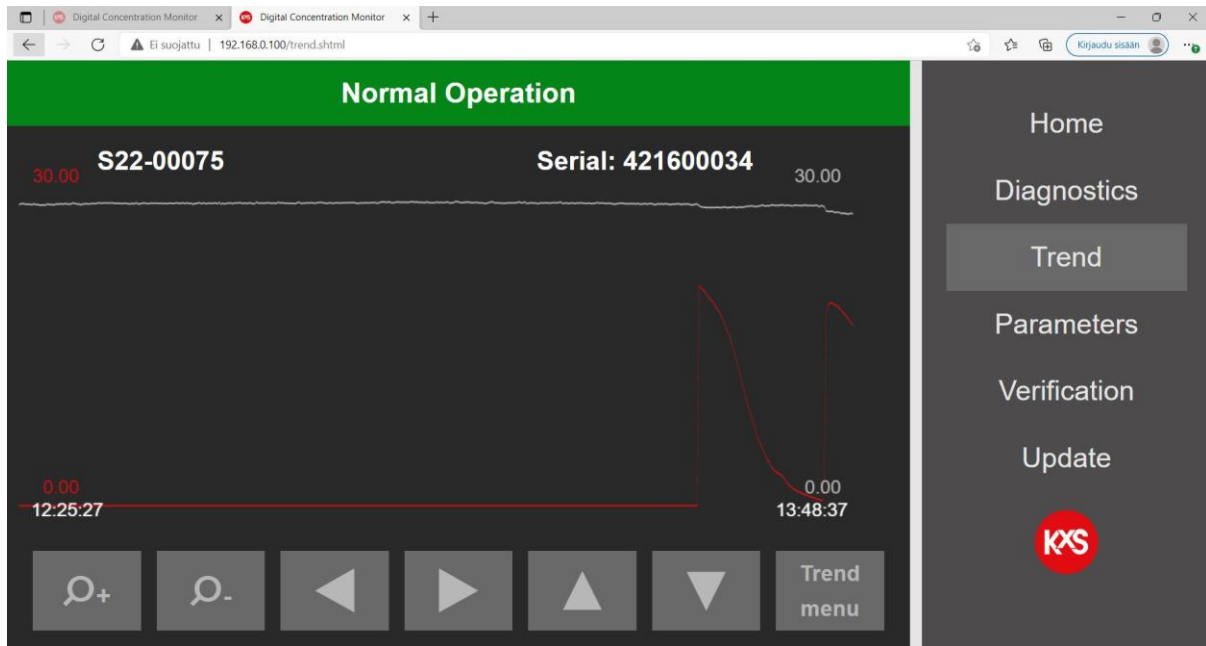 Digital Concentration Monitor
Digital Concentration Monitor
Ei suojattu | 192.168.0.100/trend.shtml
Kirjaudu sisään
Normal Operation
S22-00075
Serial: 421600034
30.00
30.00
0.00
0.00
12:25:27
13:48:37
+
-
Trend
menu
Home
Diagnostics
Trend
Parameters
Verification
Update
KXS